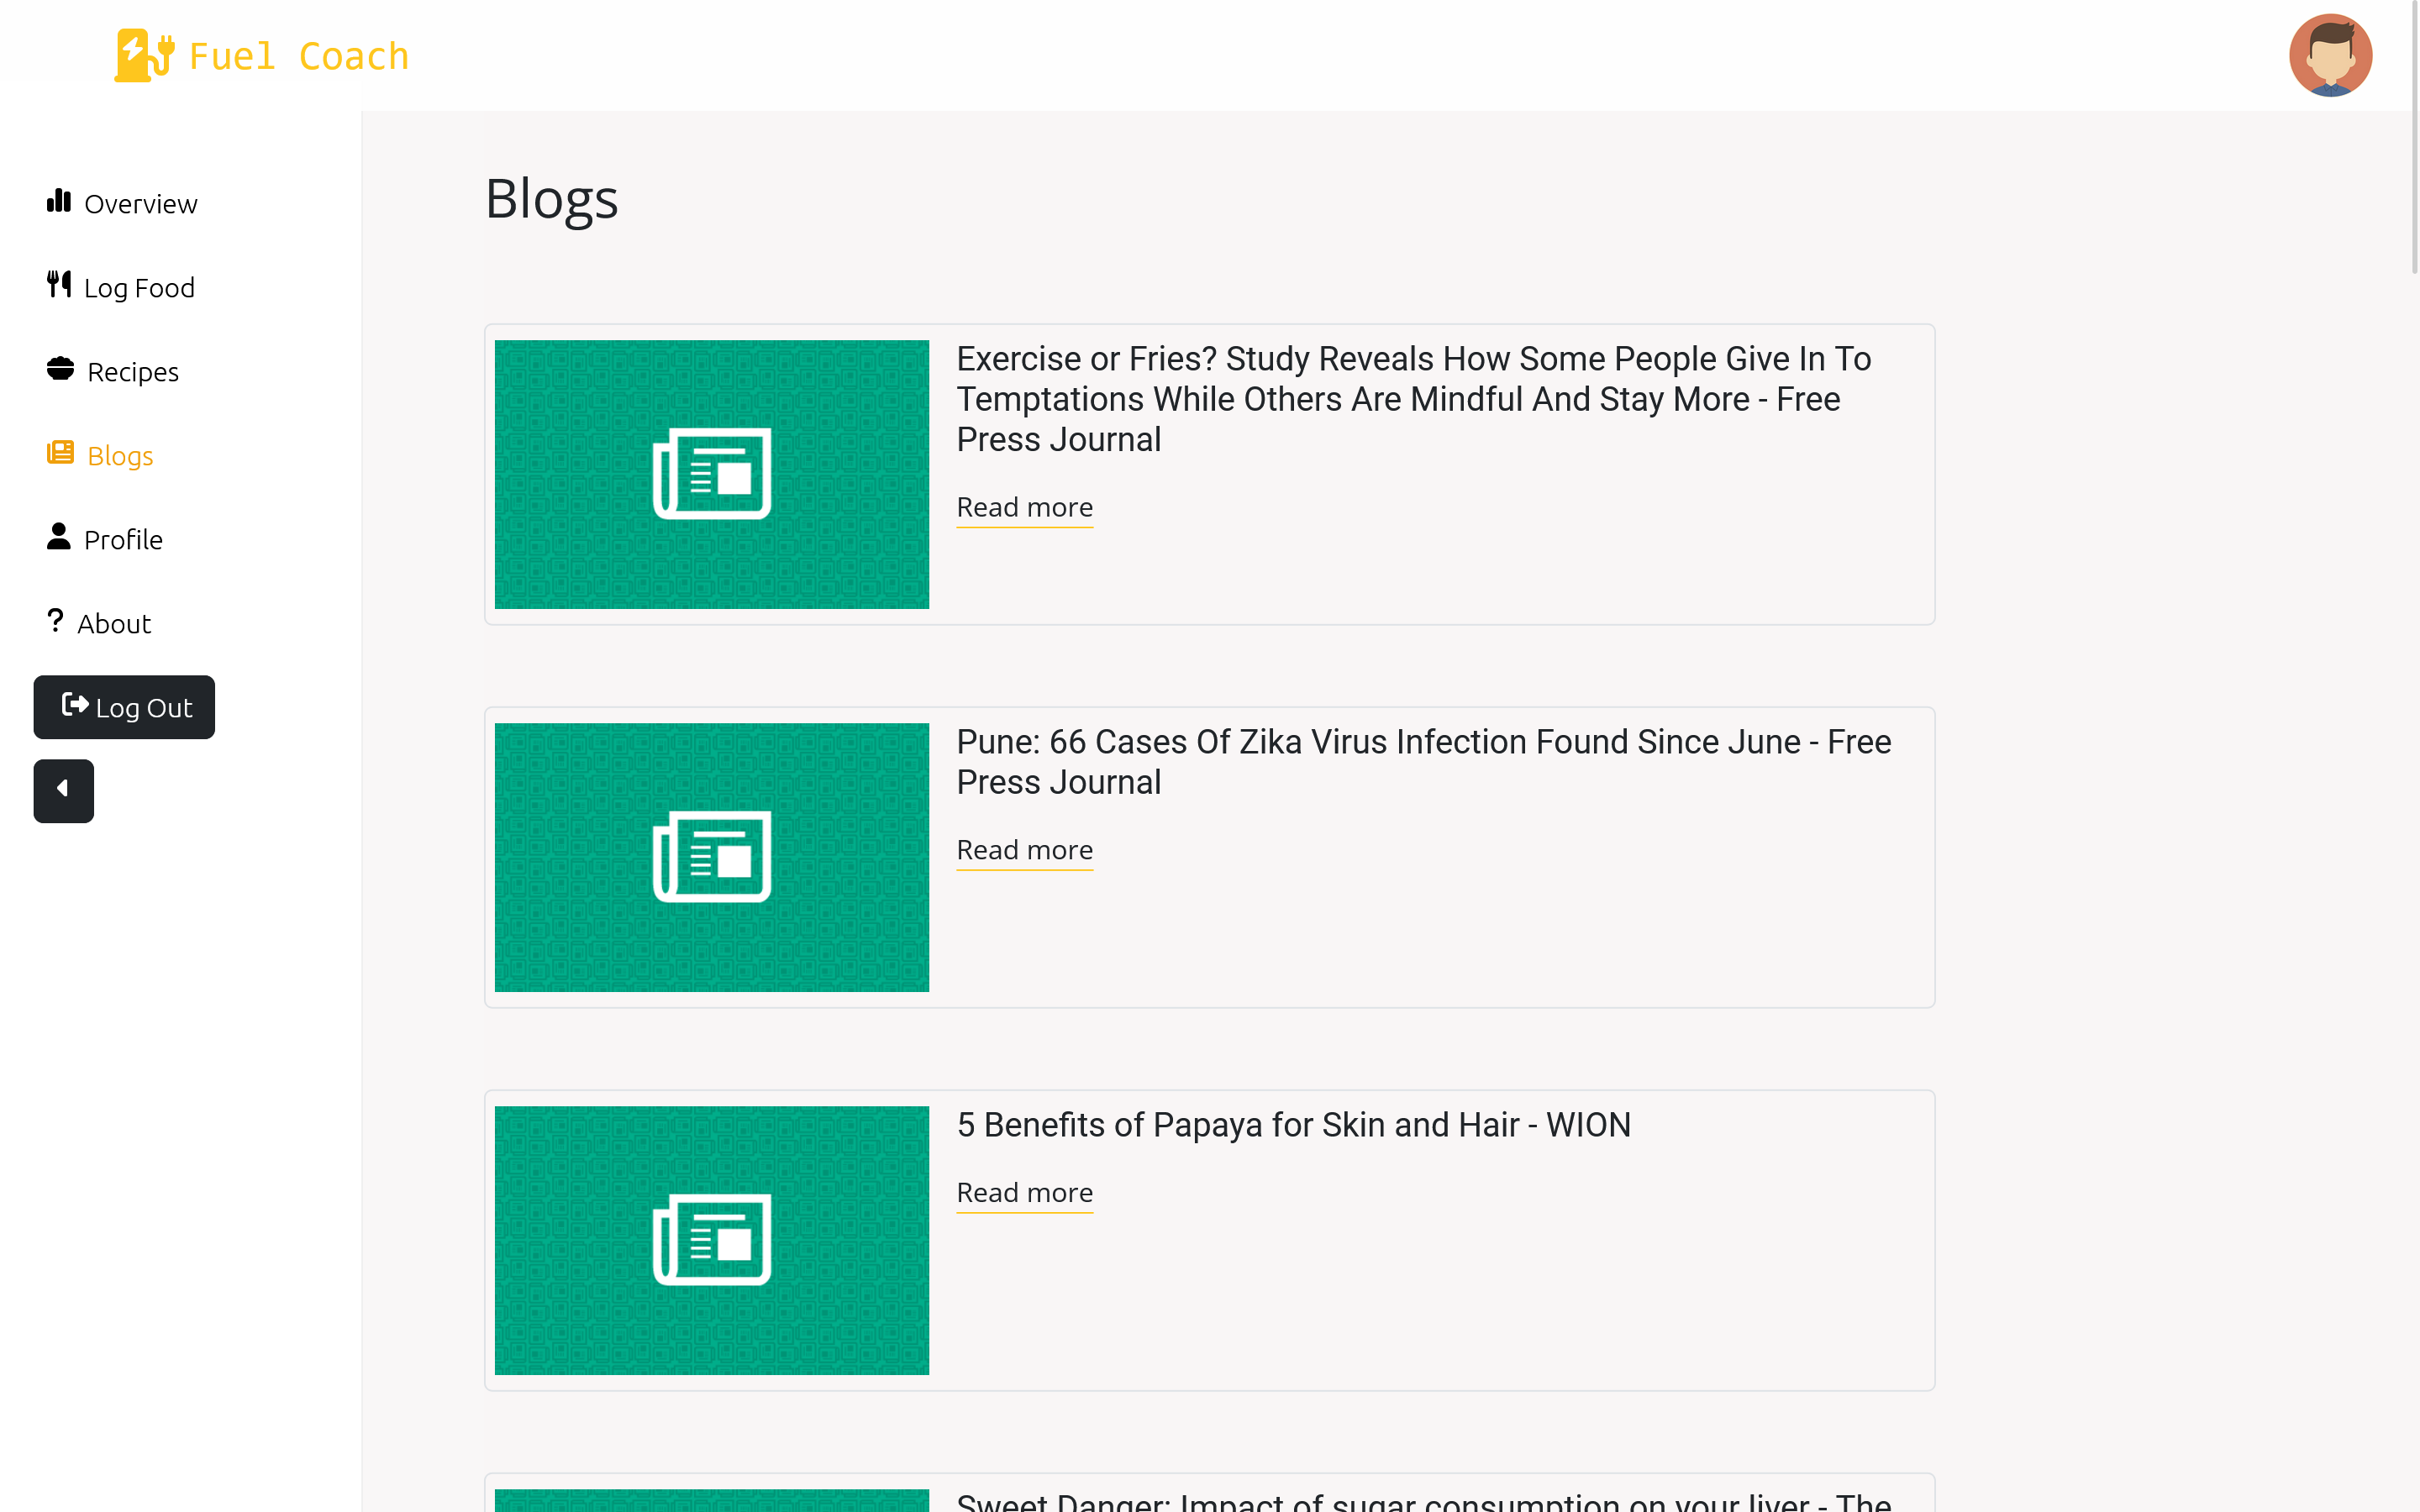 Fuel Coach
Overview
Log Food
Recipes
Blogs
Profile
About
Log Out
Blogs
Exercise or Fries? Study Reveals How Some People Give In To
Temptations While Others Are Mindful And Stay More - Free
Press Journal
Read more
Pune: 66 Cases Of Zika Virus Infection Found Since June - Free
Press Journal
Read more
5 Benefits of Papaya for Skin and Hair - WION
Read more
Sweet Danger: Impact of sugar consumption on your liver - The